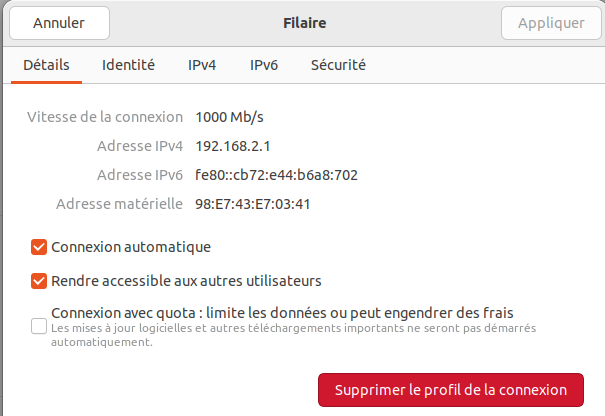 Annuler
Filaire
Appliquer
Détails
Identité
IPv4
IPv6
Sécurité
Vitesse de la connexion 1000 Mb/s
Adresse IPv4 192.168.2.1
Adresse IPv6 fe80::cb72:e44:b6a8:702
Adresse matérielle 98:E7:43:E7:03:41
Connexion automatique
Rendre accessible aux autres utilisateurs
Connexion avec quota : limite les données ou peut engendrer des frais
Les mises à jour logicielles et autres téléchargements importants ne seront pas démarrés
automatiquement.
Supprimer le profil de la connexion